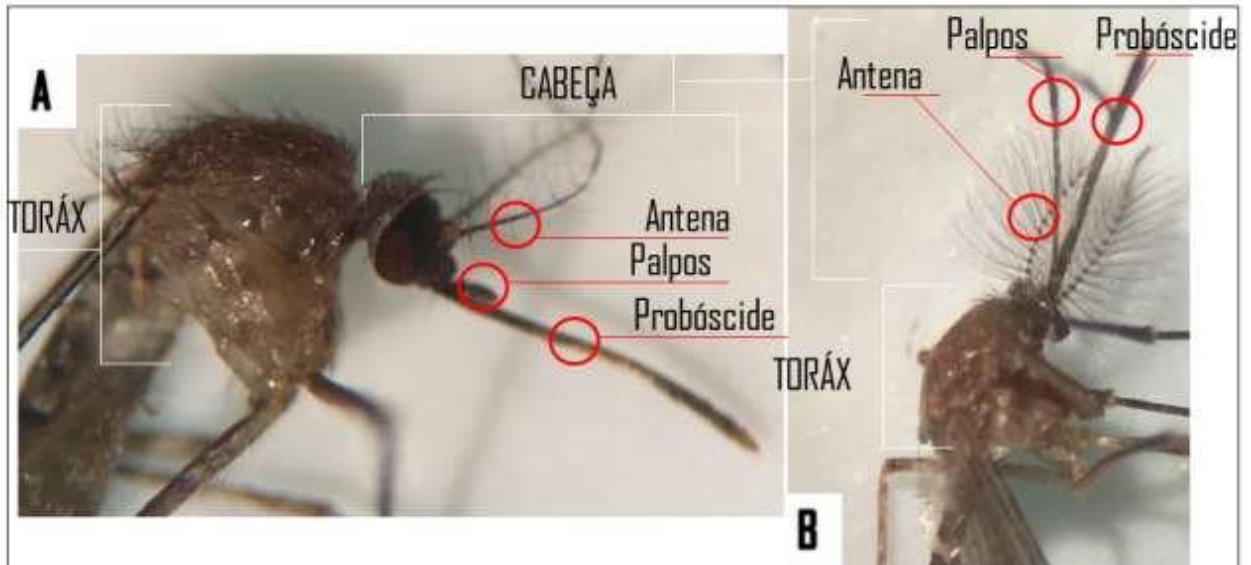 A
CABEÇA
TORÁX
Antena
Palpos
Probóscide
Palpos
Probóscide
Antena
TORÁX
B